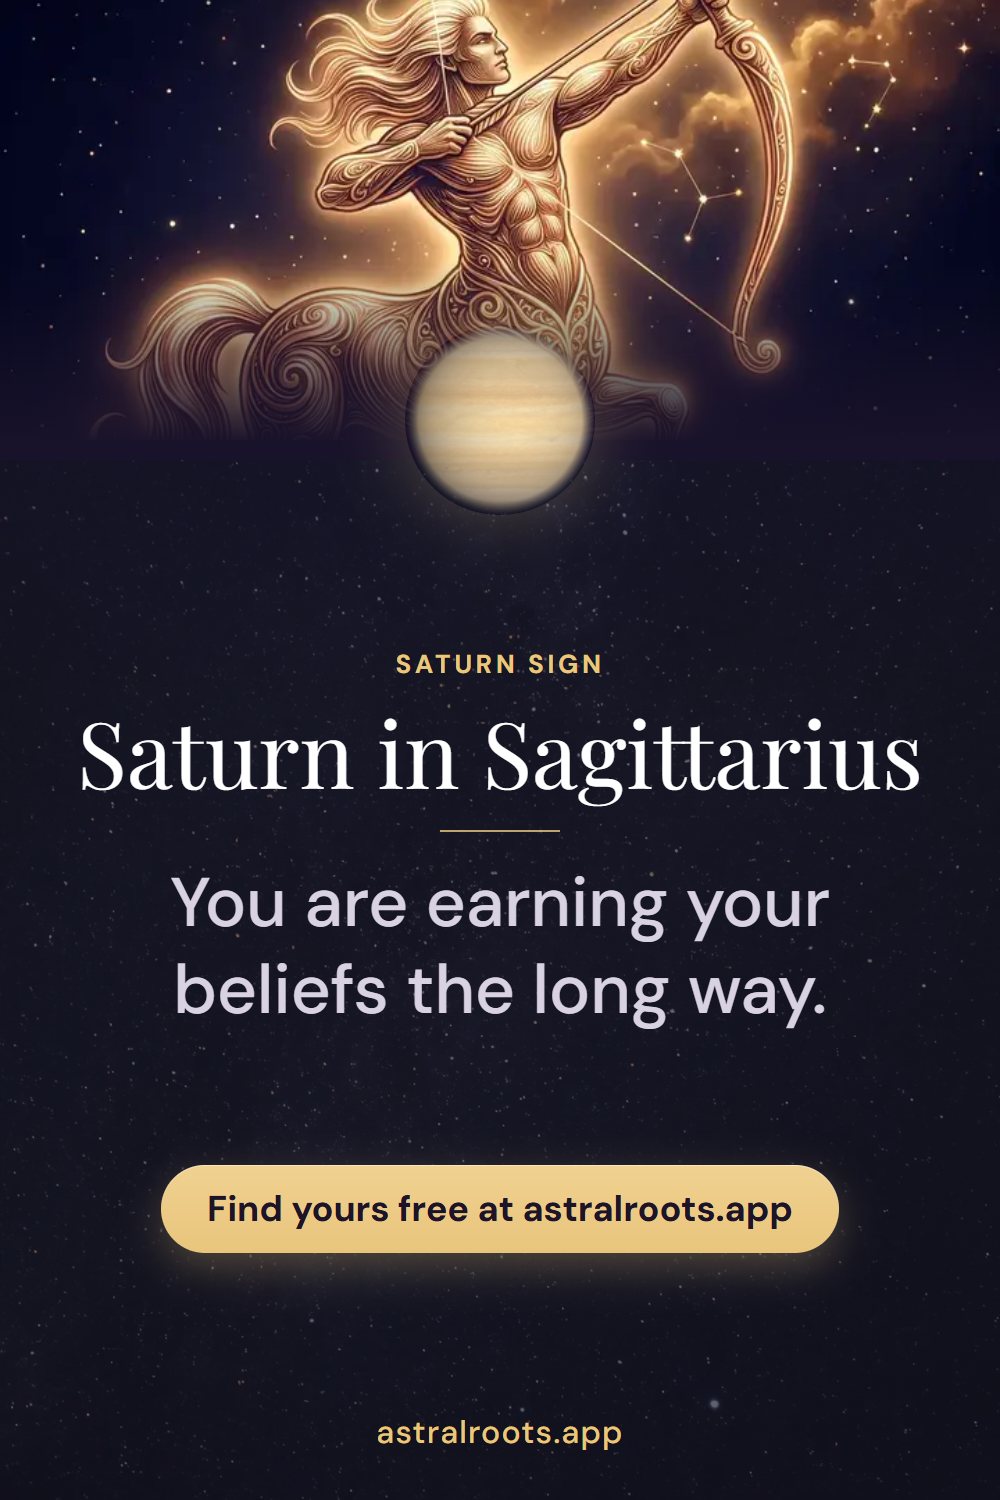 SATURN SIGN
Saturn in Sagittarius
You are earning your
beliefs the long way.
Find yours free at astralroots.app
astralroots.app